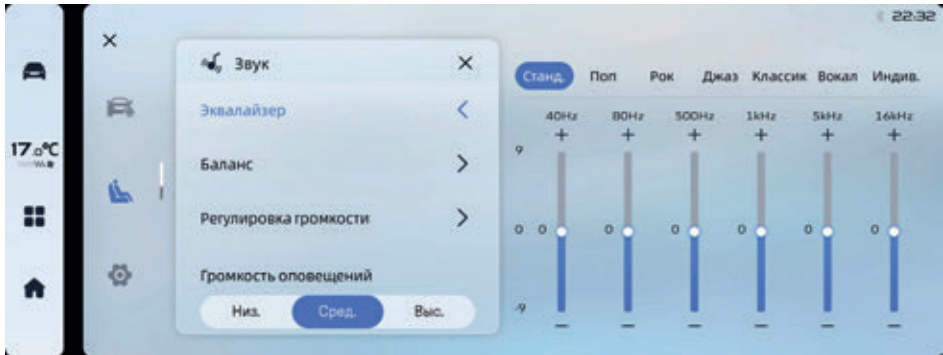 22:32
17.0°C
Звук
Эквалайзер
Баланс
Регулировка громкости
Громкость оповещений
Низ. Сред. Выс.
Станд. Поп Рок Джаз Классик Вокал Индив.
40Hz 80Hz 500Hz 1kHz 5kHz 16kHz
+ + + + + +
9
0 0 0 0 0 0 0
-9
− − − − − −